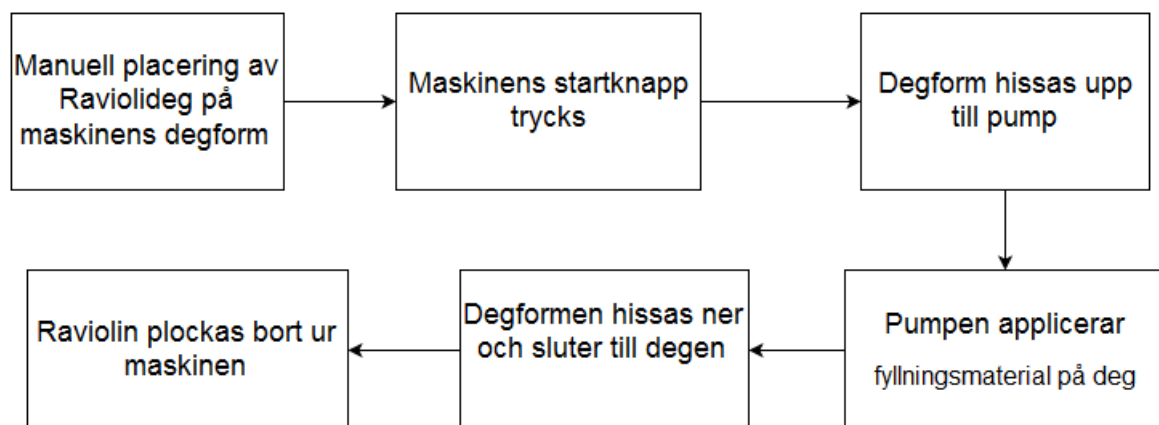 Manuell placering av
Raviolideg på
maskinens degform
Maskinens startknapp
trycks
Degform hissas upp
till pump
Pumpen applicerar
fyllningsmaterial på deg
Degformen hissas ner
och sluter till degen
Raviolin plockas bort ur
maskinen